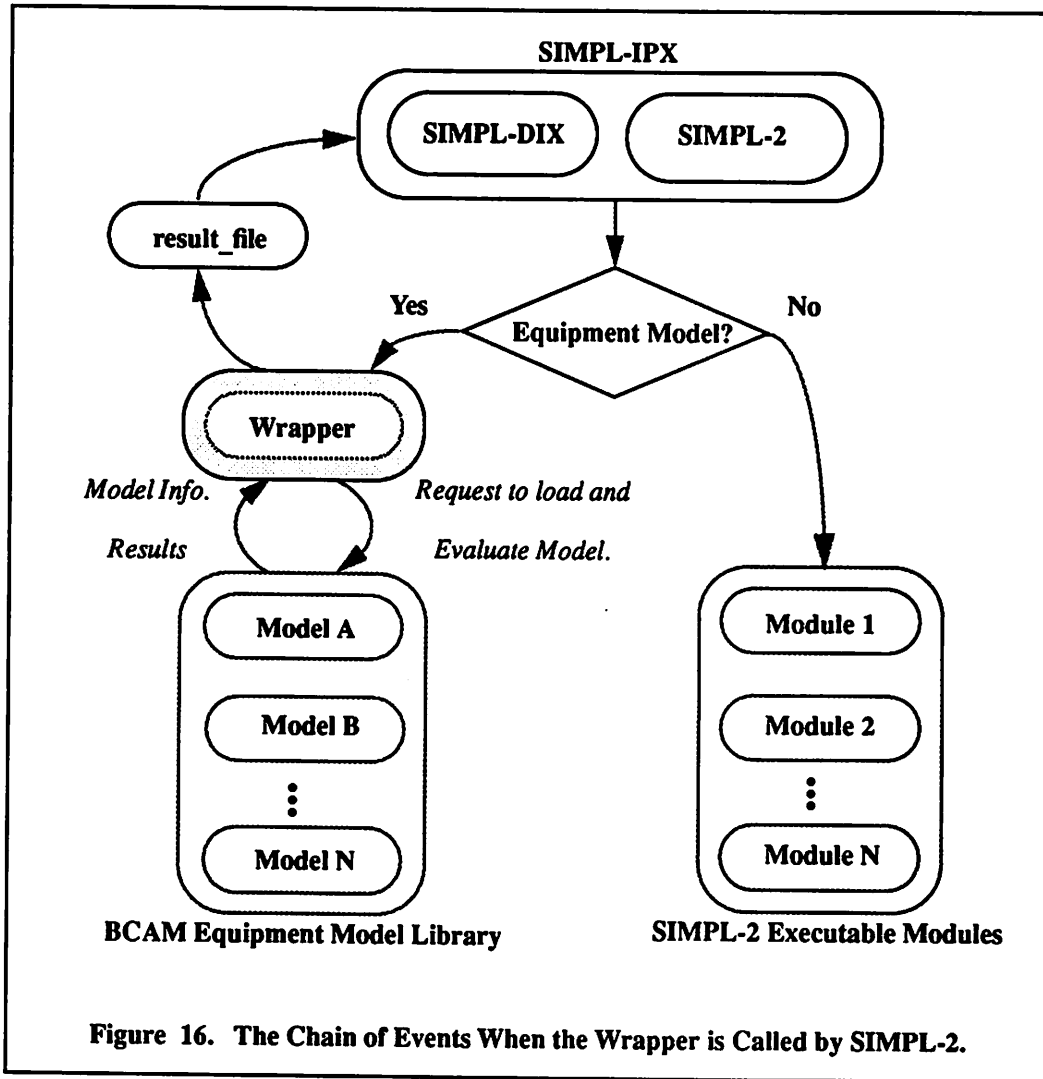 SIMPL-IPX
SIMPL-DIX
SIMPL-2
result_file
Yes
Equipment Model?
No
Wrapper
Model Info.
Request to load and
Results
Evaluate Model.
Model A
Model B
Model N
Module 1
Module 2
Module N
BCAM Equipment Model Library
SIMPL-2 Executable Modules
Figure 16. The Chain of Events When the Wrapper is Called by SIMPL-2.